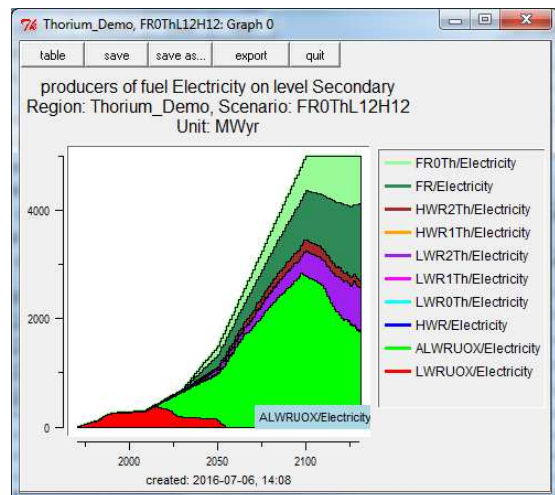 Thorium_Demo, FR0ThL12H12: Graph 0
table save save as... export quit
producers of fuel Electricity on level Secondary
Region: Thorium_Demo, Scenario: FR0ThL12H12
Unit: MWyr
FR0Th/Electricity
FR/Electricity
HWR2Th/Electricity
HWR1Th/Electricity
LWR2Th/Electricity
LWR1Th/Electricity
LWR0Th/Electricity
HWR/Electricity
ALWRUOX/Electricity
LWRUOX/Electricity
4000
2000
0
ALWRUOX/Electricity
2000 2050 2100
created: 2016-07-06, 14:08